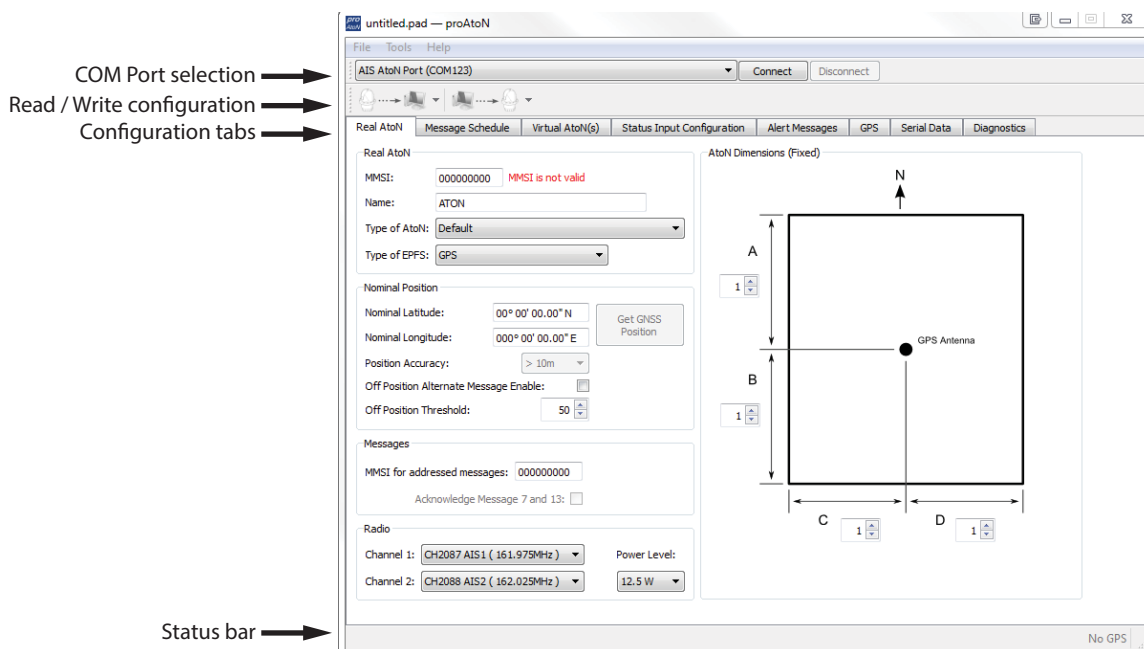 pro AtoN untitled.pad — proAtoN
File Tools Help
COM Port selection
AIS AtoN Port (COM123) Connect Disconnect
Read / Write configuration
Configuration tabs
Real AtoN Message Schedule Virtual AtoN(s) Status Input Configuration Alert Messages GPS Serial Data Diagnostics
Real AtoN
MMSI: 000000000 MMSI is not valid
Name: ATON
Type of AtoN: Default
Type of EPFS: GPS
Nominal Position
Nominal Latitude: 00° 00' 00.00" N
Nominal Longitude: 000° 00' 00.00" E
Get GNSS
Position
Position Accuracy: > 10m
Off Position Alternate Message Enable:
Off Position Threshold: 50
Messages
MMSI for addressed messages: 000000000
Acknowledge Message 7 and 13:
Radio
Channel 1: CH2087 AIS1 ( 161.975MHz )
Channel 2: CH2088 AIS2 ( 162.025MHz )
Power Level:
12.5 W
AtoN Dimensions (Fixed)
N
A
1
GPS Antenna
B
1
C 1 D 1
Status bar
No GPS